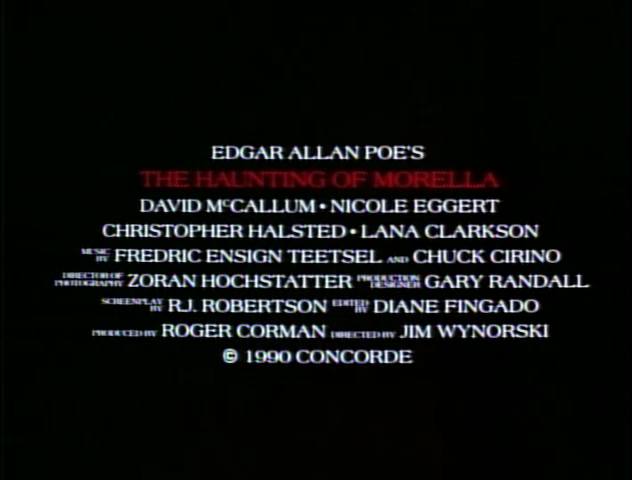 EDGAR ALLAN POE'S
THE HAUNTING OF MORELLA
DAVID McCALLUM • NICOLE EGGERT
CHRISTOPHER HALSTED • LANA CLARKSON
MUSIC BY FREDRIC ENSIGN TEETSEL AND CHUCK CIRINO
DIRECTOR OF PHOTOGRAPHY ZORAN HOCHSTATTER PRODUCTION DESIGNER GARY RANDALL
SCREENPLAY BY R.J. ROBERTSON EDITED BY DIANE FINGADO
PRODUCED BY ROGER CORMAN DIRECTED BY JIM WYNORSKI
© 1990 CONCORDE